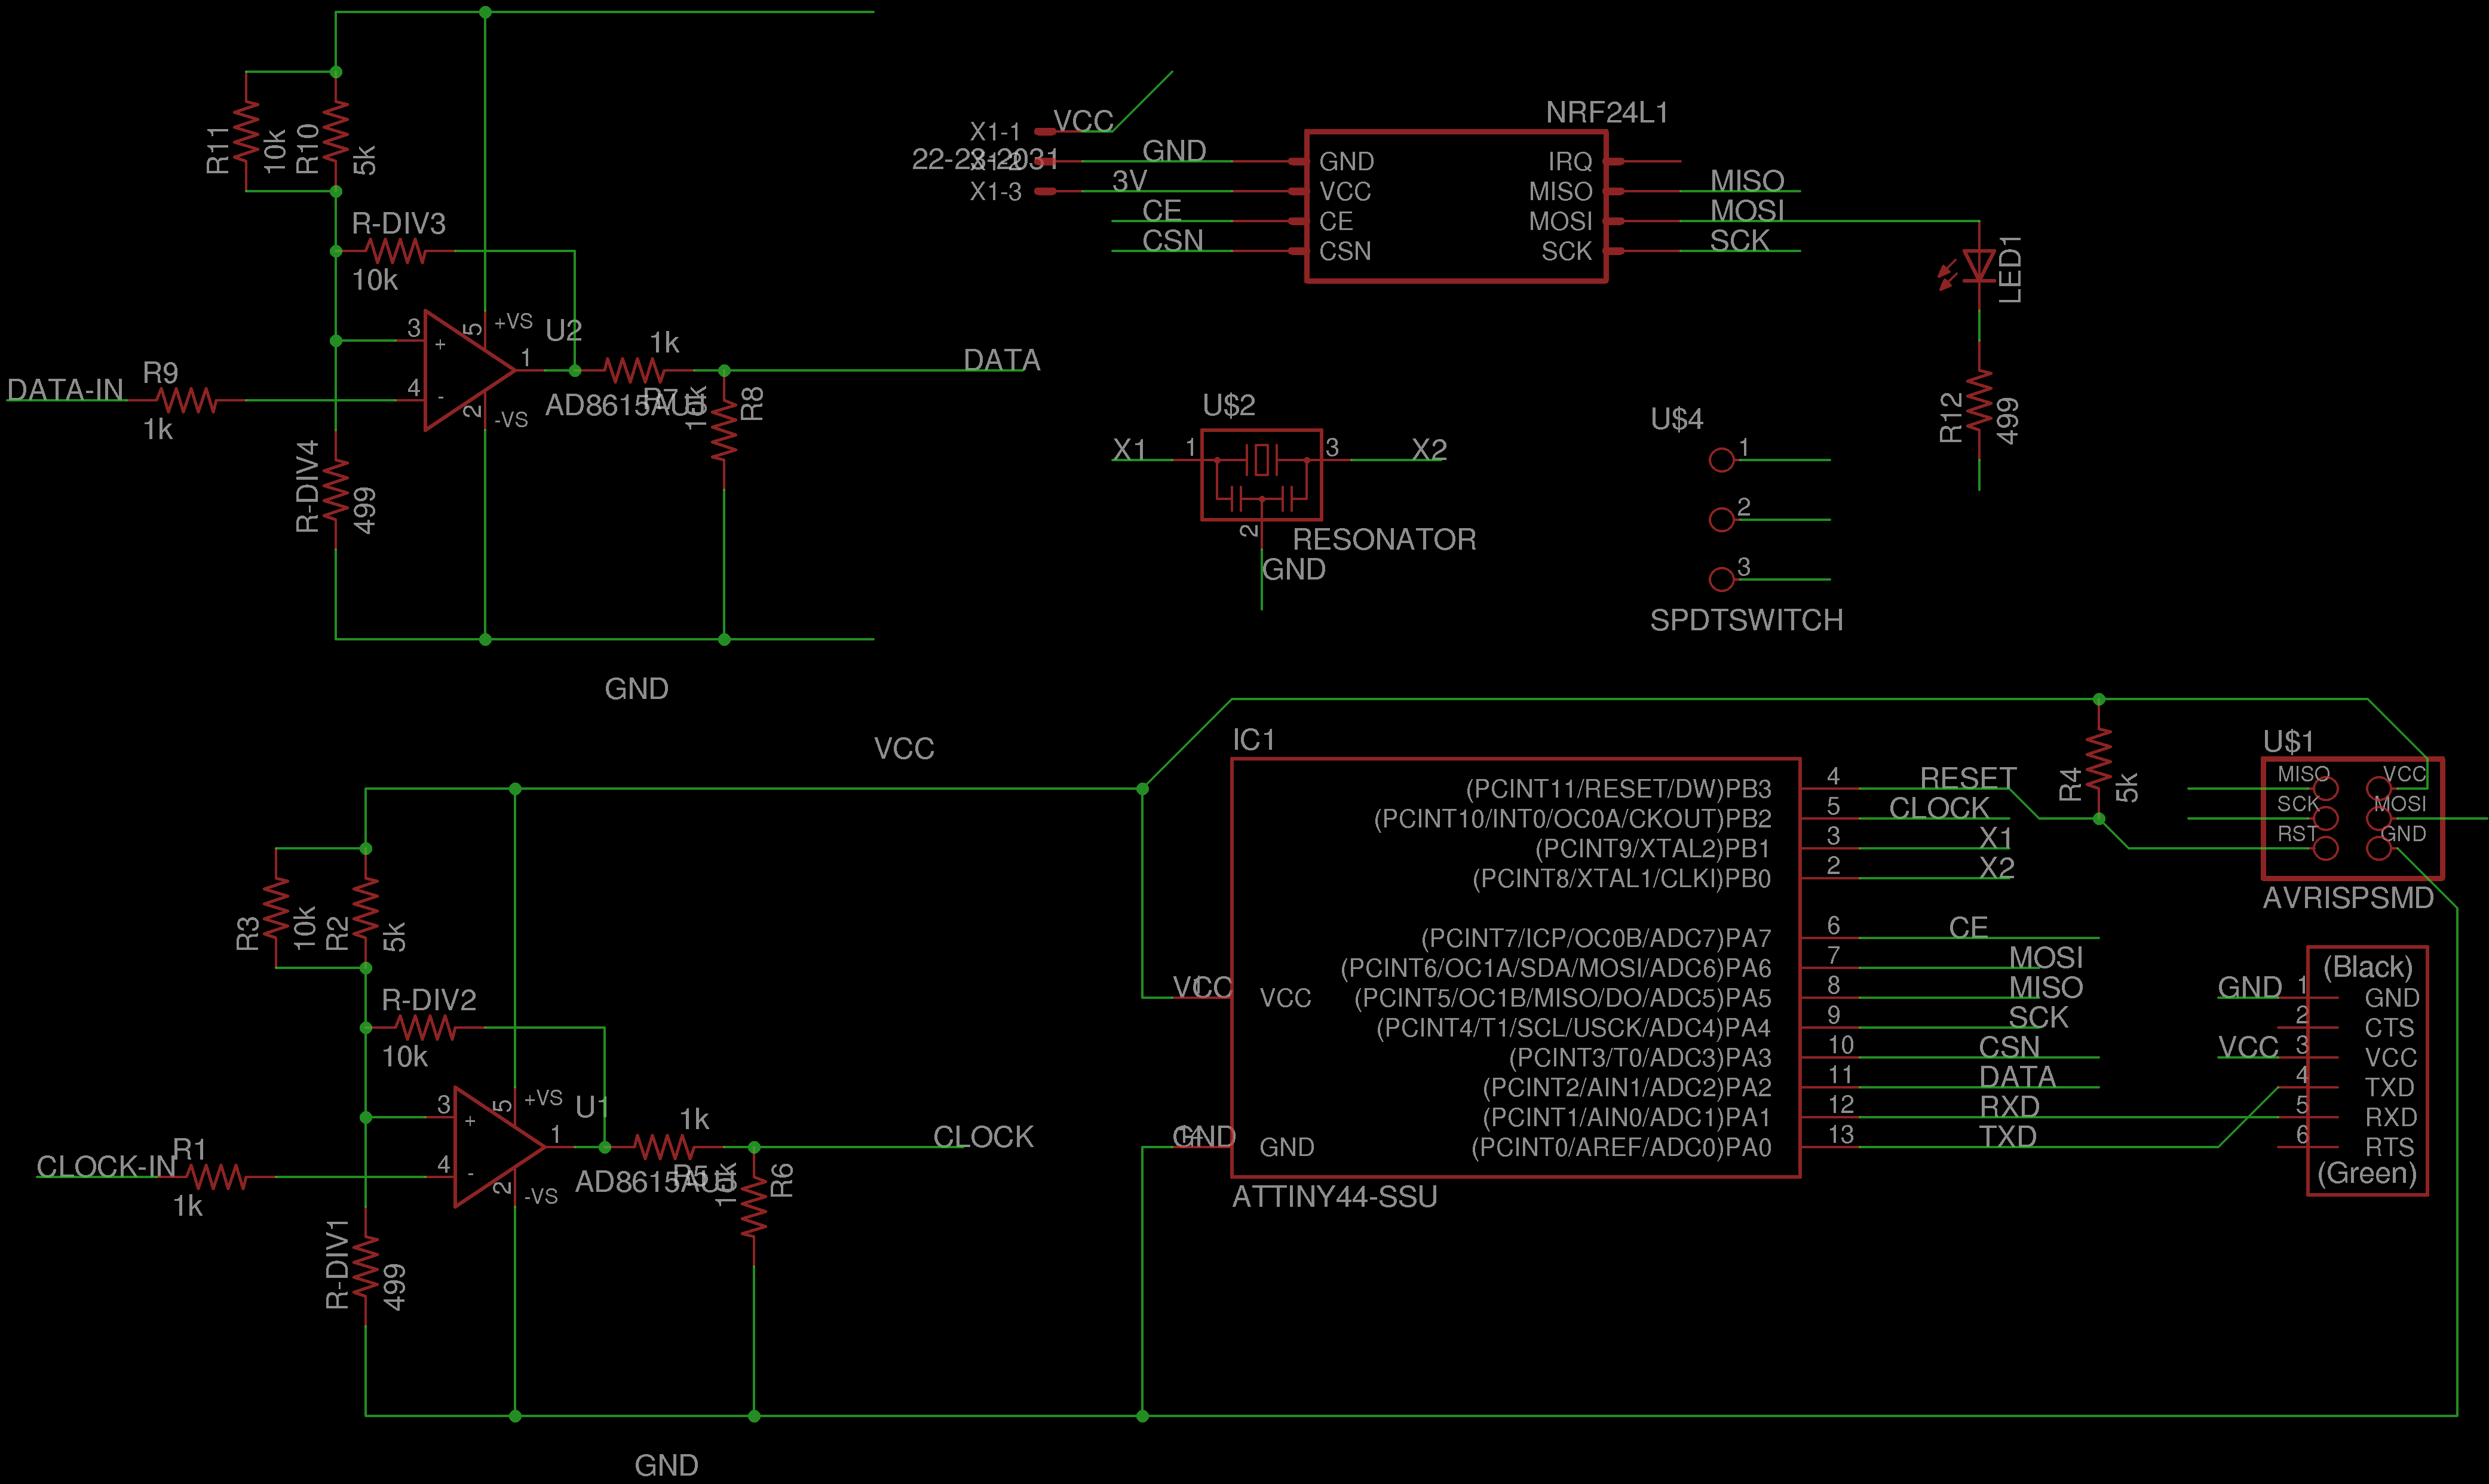 R11
10k
R10
5k
R-DIV3
10k
3
+
5
+VS
U2
1
4
-
2
-VS
AD8615AUJ
DATA-IN
R9
1k
R-DIV4
499
1k
R7
R8
DATA
GND
X1-1
VCC
22-23-2031
X1-2
GND
X1-3
3V
CE
CSN
NRF24L1
GND
IRQ
VCC
MISO
CE
MOSI
CSN
SCK
MISO
MOSI
SCK
LED1
R12
499
U$2
X1
1
3
X2
2
RESONATOR
GND
U$4
1
2
3
SPDTSWITCH
VCC
R3
10k
R2
5k
R-DIV2
10k
3
+
5
+VS
U1
1
4
-
2
-VS
AD8615AUJ
CLOCK-IN
R1
1k
R-DIV1
499
1k
R5
R6
CLOCK
GND
IC1
VCC
1
VCC
GND
14
GND
(PCINT11/RESET/DW)PB3
4
RESET
(PCINT10/INT0/OC0A/CKOUT)PB2
5
CLOCK
(PCINT9/XTAL2)PB1
3
X1
(PCINT8/XTAL1/CLKI)PB0
2
X2
(PCINT7/ICP/OC0B/ADC7)PA7
6
CE
(PCINT6/OC1A/SDA/MOSI/ADC6)PA6
7
MOSI
(PCINT5/OC1B/MISO/DO/ADC5)PA5
8
MISO
(PCINT4/T1/SCL/USCK/ADC4)PA4
9
SCK
(PCINT3/T0/ADC3)PA3
10
CSN
(PCINT2/AIN1/ADC2)PA2
11
DATA
(PCINT1/AIN0/ADC1)PA1
12
RXD
(PCINT0/AREF/ADC0)PA0
13
TXD
ATTINY44-SSU
R4
5k
U$1
MISO
VCC
SCK
MOSI
RST
GND
AVRISPSMD
(Black)
GND
1
GND
2
CTS
VCC
3
VCC
4
TXD
5
RXD
6
RTS
(Green)